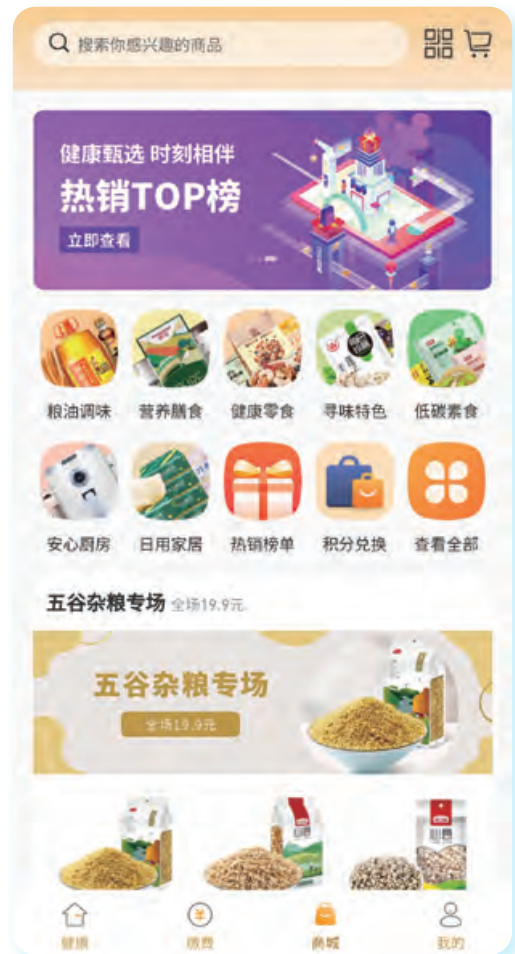 搜索你感兴趣的商品
健康甄选 时刻相伴
热销TOP榜
立即查看
粮油调味 营养膳食 健康零食 寻味特色 低碳素食
安心厨房 日用家居 热销榜单 积分兑换 查看全部
五谷杂粮专场 全场19.9元
五谷杂粮专场
全场19.9元
健康 缴费 商城 我的